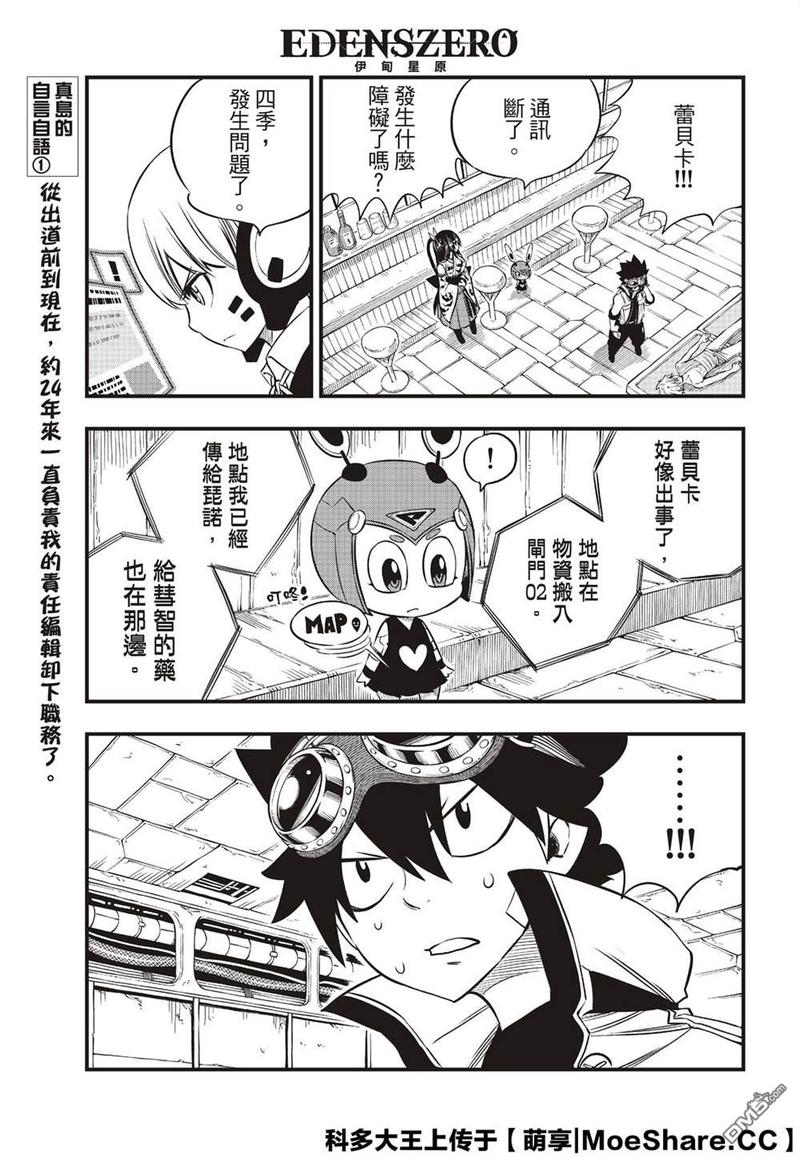 EDENSZERO
伊甸星原
蕾貝卡!!!
通訊
斷了。
發生什麼
障礙了嗎?
四季,
發生問題了。
!
真島的
自言自語①
從出道前到現在,約24年來一直負責我的責任編輯卸下職務了。
蕾貝卡
好像出事了,
地點在
物資搬入
閘門02。
!
地點我已經
傳給琵諾,
給彗智的藥
也在那邊。
叮咚!
MAP
……!!!
科多大王上传于【萌享|MoeShare.CC】
DM5.com